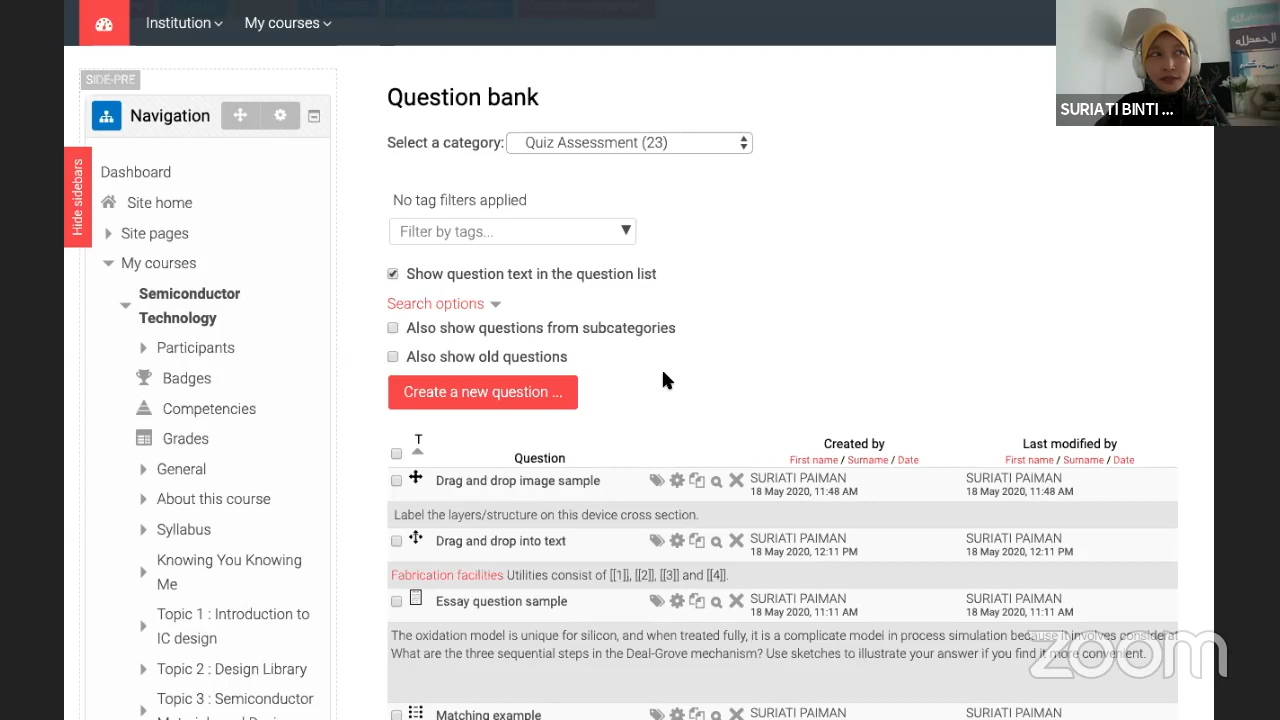 Institution
My courses
SIDE-PRE
Navigation
Hide sidebars
Dashboard
Site home
Site pages
My courses
Semiconductor
Technology
Participants
Badges
Competencies
Grades
General
About this course
Syllabus
Knowing You Knowing
Me
Topic 1 : Introduction to
IC design
Topic 2 : Design Library
Topic 3 : Semiconductor
Question bank
Select a category: Quiz Assessment (23)
No tag filters applied
Filter by tags...
Show question text in the question list
Search options
Also show questions from subcategories
Also show old questions
Create a new question ...
T
Question
Created by
First name / Surname / Date
Last modified by
First name / Surname / Date
Drag and drop image sample
SURIATI PAIMAN
18 May 2020, 11:48 AM
SURIATI PAIMAN
18 May 2020, 11:48 AM
Label the layers/structure on this device cross section.
Drag and drop into text
SURIATI PAIMAN
18 May 2020, 12:11 PM
SURIATI PAIMAN
18 May 2020, 12:11 PM
Fabrication facilities Utilities consist of [[1]], [[2]], [[3]] and [[4]].
Essay question sample
SURIATI PAIMAN
18 May 2020, 11:11 AM
SURIATI PAIMAN
18 May 2020, 11:11 AM
The oxidation model is unique for silicon, and when treated fully, it is a complicate model in process simulation because it involves
What are the three sequential steps in the Deal-Grove mechanism? Use sketches to illustrate your answer if you find it more convenient.
Matching example
SURIATI PAIMAN
SURIATI PAIMAN
SURIATI BINTI ...
الحمدلله
zoom